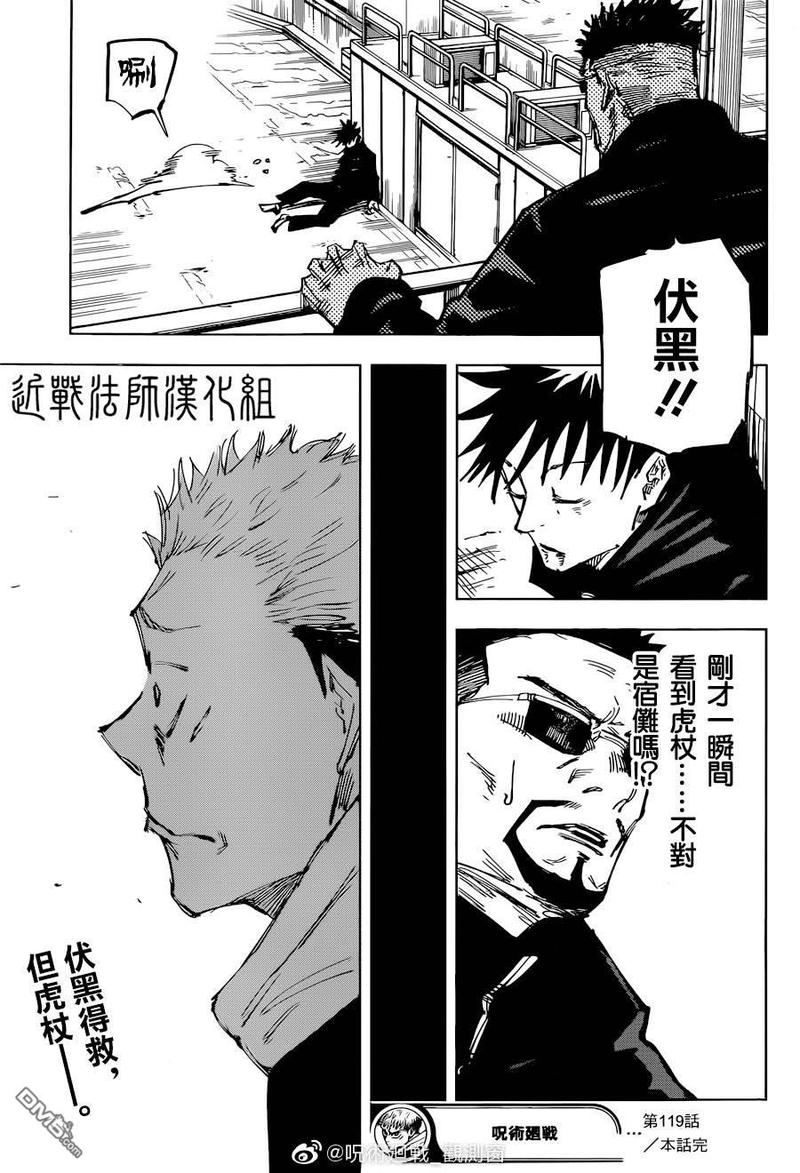 唰
伏黑!!
近戰法師漢化組
剛才一瞬間
看到虎杖……不對
是宿儺嗎!?
伏黑得救，
但虎杖——。
DM5.com
呪術廻戰
…
第119話
／本話完
@呪術迴戰_觀測窗